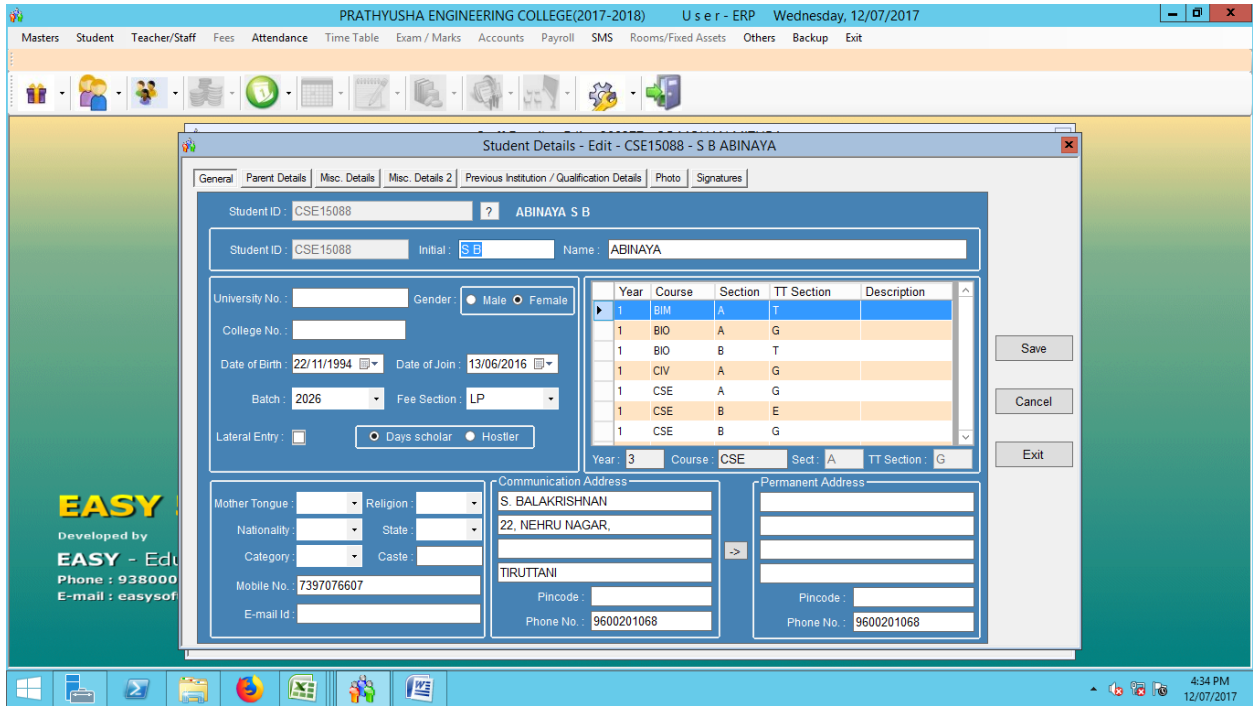 PRATHYUSHA ENGINEERING COLLEGE(2017-2018) U s e r - ERP Wednesday, 12/07/2017
Masters Student Teacher/Staff Fees Attendance Time Table Exam / Marks Accounts Payroll SMS Rooms/Fixed Assets Others Backup Exit
Student Details - Edit - CSE15088 - S B ABINAYA
General Parent Details Misc. Details Misc. Details 2 Previous Institution / Qualification Details Photo Signatures
Student ID : CSE15088 ? ABINAYA S B
Student ID : CSE15088 Initial : S B Name : ABINAYA
University No. : Gender : Male Female
College No. :
Date of Birth : 22/11/1994 Date of Join : 13/06/2016
Batch : 2026 Fee Section : LP
Lateral Entry : Days scholar Hostler
Year Course Section TT Section Description
1 BIM A T
1 BIO A G
1 BIO B T
1 CIV A G
1 CSE A G
1 CSE B E
1 CSE B G
Year : 3 Course : CSE Sect : A TT Section : G
Save
Cancel
Exit
Mother Tongue : Religion :
Nationality : State :
Category : Caste :
Mobile No. : 7397076607
E-mail Id :
Communication Address
S. BALAKRISHNAN
22, NEHRU NAGAR,
TIRUTTANI
Pincode :
Phone No. : 9600201068
->
Permanent Address
Pincode :
Phone No. : 9600201068
EASY
Developed by
EASY - Edu
Phone : 938000
E-mail : easysof
4:34 PM
12/07/2017